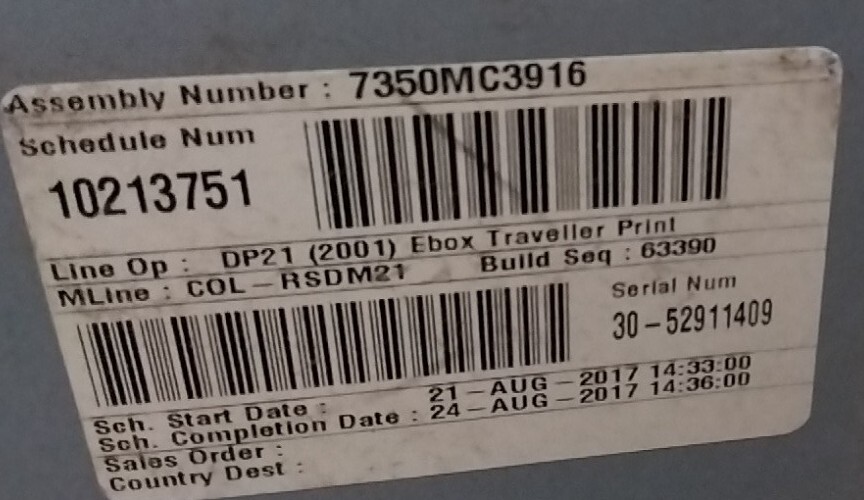 Assembly Number : 7350MC3916
Schedule Num
10213751
Line Op : DP21 (2001) Ebox Traveller Print
MLine : COL-RSDM21 Build Seq : 63390
Serial Num
30-52911409
Sch. Start Date : 21-AUG-2017 14:33:00
Sch. Completion Date : 24-AUG-2017 14:36:00
Sales Order :
Country Dest :